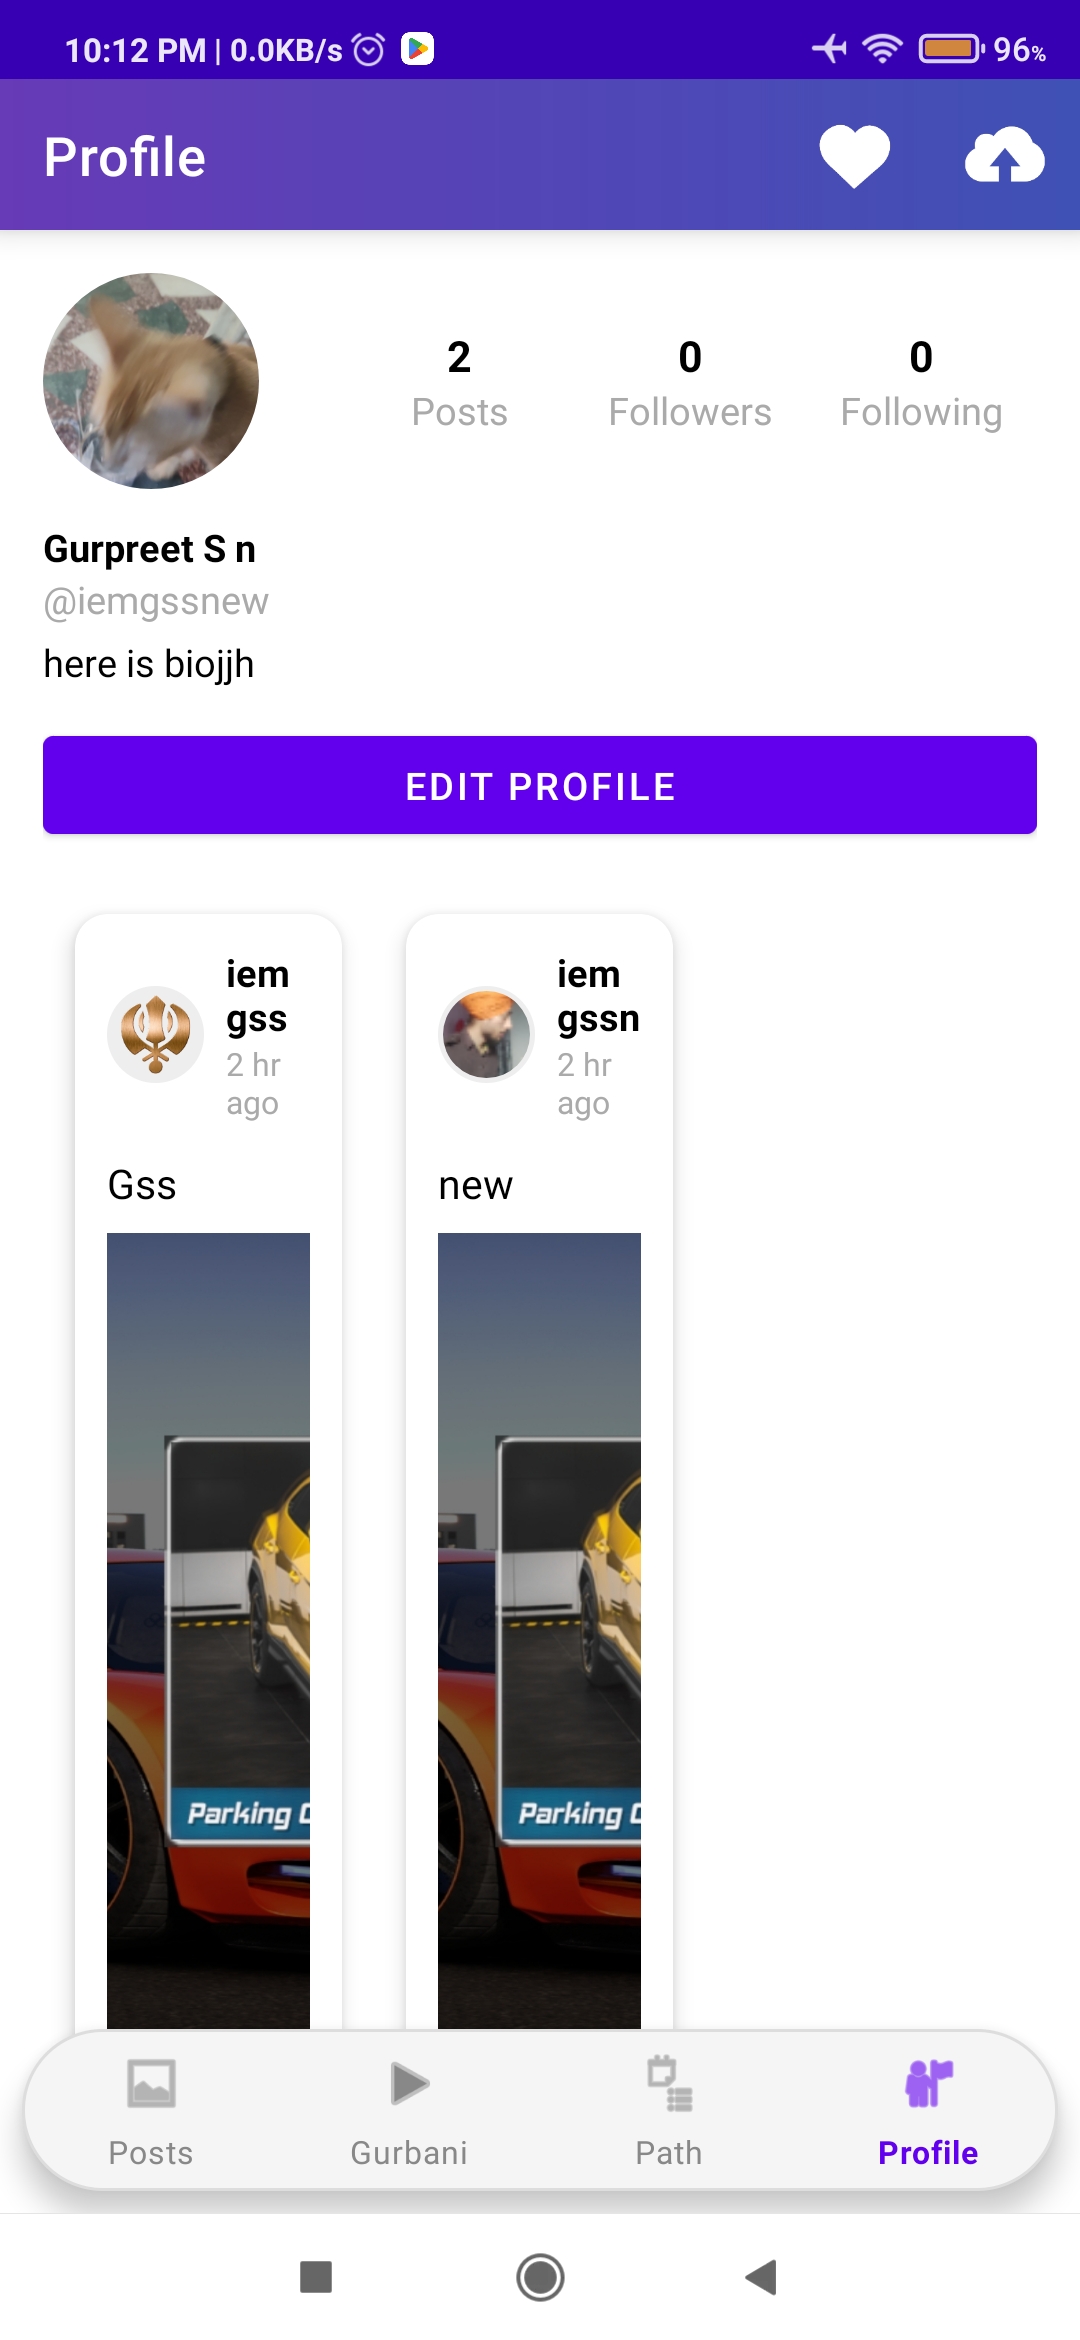 10:12 PM | 0.0KB/s 96%
Profile
2 0 0
Posts Followers Following
Gurpreet S n
@iemgssnew
here is biojjh
EDIT PROFILE
iem
gss
2 hr
ago
Gss
Parking
iem
gssn
2 hr
ago
new
Parking
Posts Gurbani Path Profile